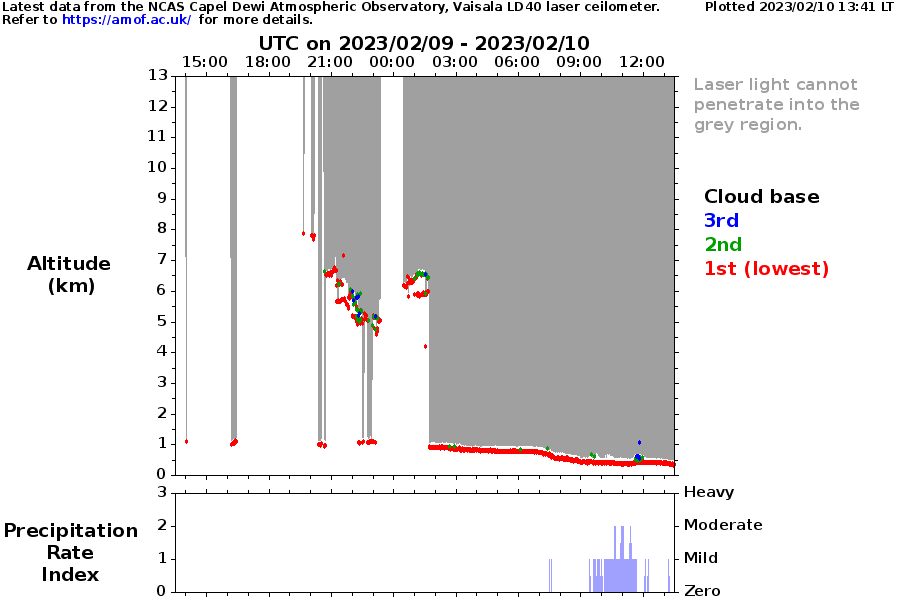 Latest data from the NCAS Capel Dewi Atmospheric Observatory, Vaisala LD40 laser ceilometer. Plotted 2023/02/10 13:41 LT
Refer to https://amof.ac.uk/ for more details.
UTC on 2023/02/09 - 2023/02/10
15:00 18:00 21:00 00:00 03:00 06:00 09:00 12:00
13
12
11
10
9
8
7
6
5
4
3
2
1
0
Altitude
(km)
Laser light cannot
penetrate into the
grey region.
Cloud base
3rd
2nd
1st (lowest)
3
2
1
0
Precipitation
Rate
Index
Heavy
Moderate
Mild
Zero